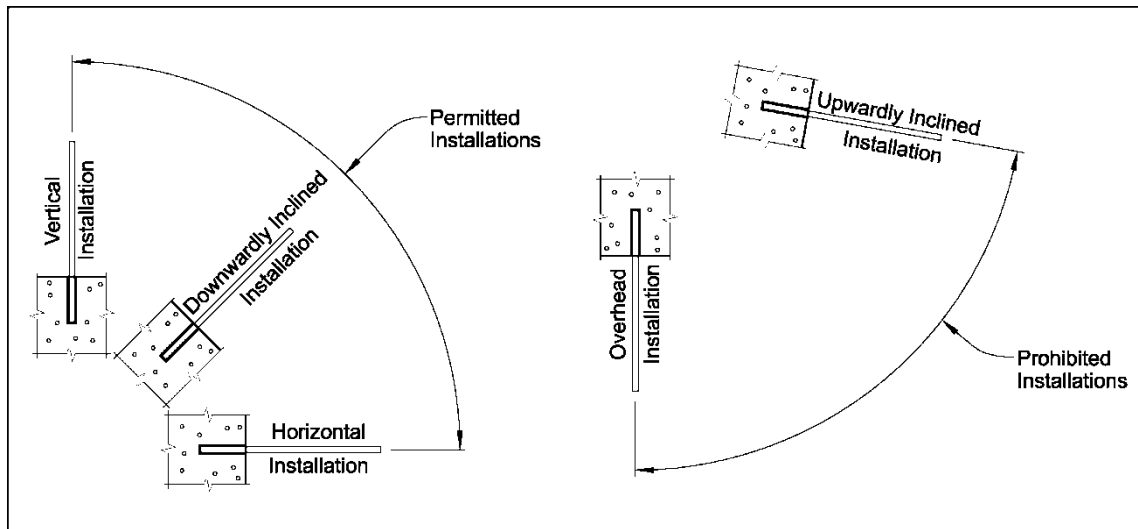 Vertical
Installation
Downwardly Inclined
Installation
Horizontal
Installation
Permitted
Installations
Upwardly Inclined
Installation
Overhead
Installation
Prohibited
Installations